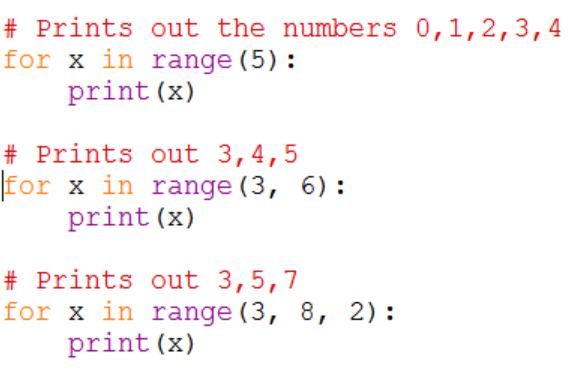 # Prints out the numbers 0,1,2,3,4
for x in range(5):
    print(x)

# Prints out 3,4,5
for x in range(3, 6):
    print(x)

# Prints out 3,5,7
for x in range(3, 8, 2):
    print(x)